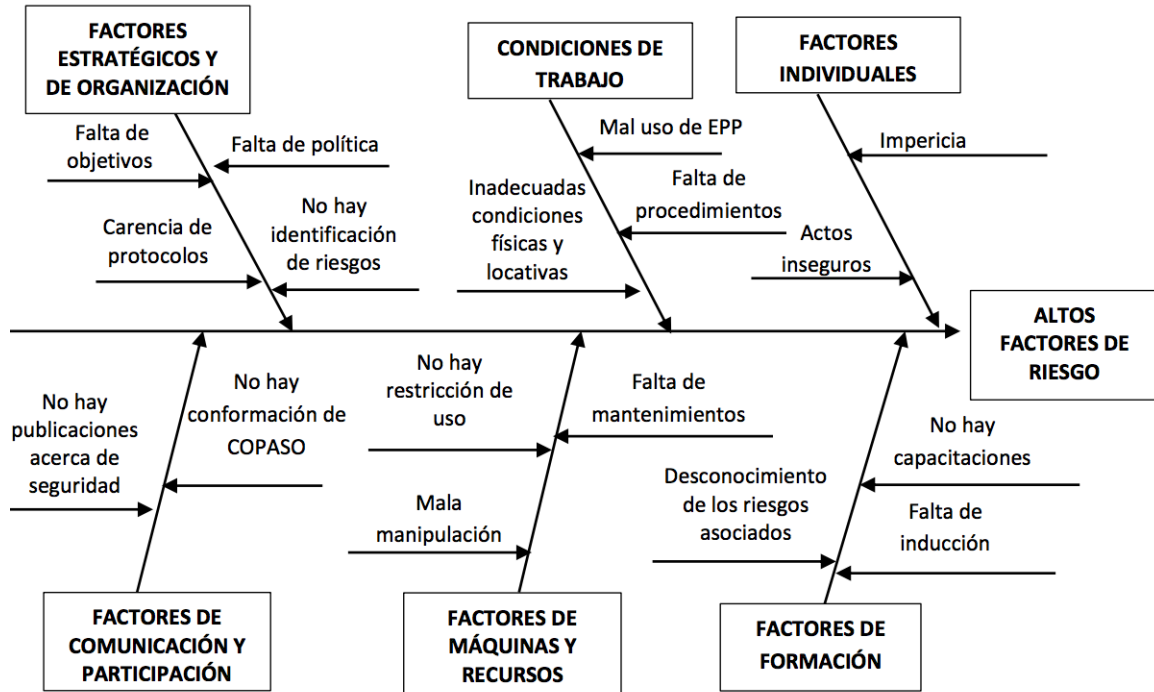 FACTORES
ESTRATÉGICOS Y
DE ORGANIZACIÓN
CONDICIONES DE
TRABAJO
FACTORES
INDIVIDUALES
Falta de
objetivos
Falta de política
Carencia de
protocolos
No hay
identificación
de riesgos
Mal uso de EPP
Inadecuadas
condiciones
físicas y
locativas
Falta de
procedimientos
Impericia
Actos
inseguros
ALTOS
FACTORES DE
RIESGO
No hay
publicaciones
acerca de
seguridad
No hay
conformación de
COPASO
No hay
restricción de
uso
Falta de
mantenimientos
Mala
manipulación
No hay
capacitaciones
Desconocimiento
de los riesgos
asociados
Falta de
inducción
FACTORES DE
COMUNICACIÓN Y
PARTICIPACIÓN
FACTORES DE
MÁQUINAS Y
RECURSOS
FACTORES DE
FORMACIÓN